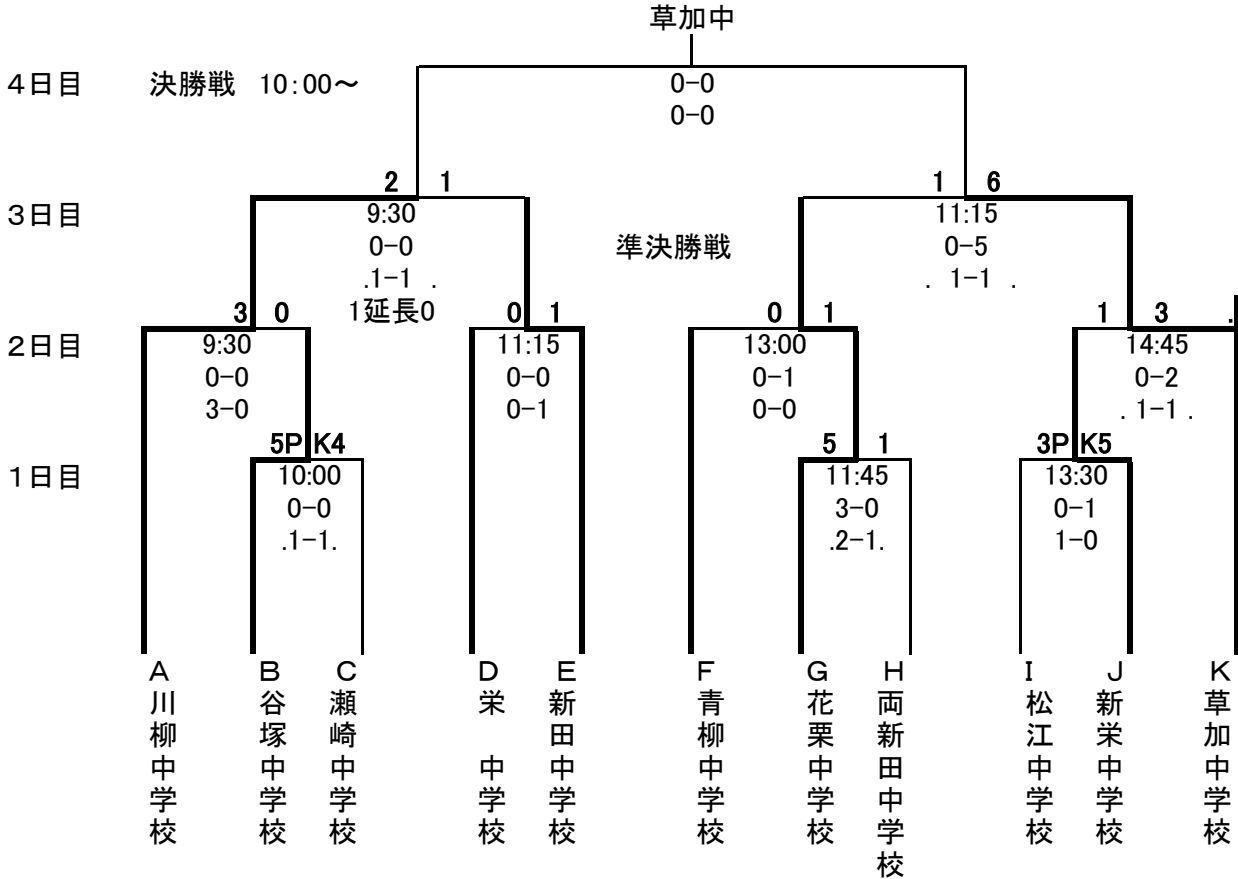 草加中
4日目 決勝戦 10:00～
0-0
0-0
2 1 1 6
3日目 9:30 11:15
0-0 準決勝戦 0-5
.1-1 . . 1-1 .
3 0 1延長0 0 1 0 1 1 3 .
2日目 9:30 11:15 13:00 14:45
0-0 0-0 0-1 0-2
3-0 0-1 0-0 . 1-1 .
5P K4 5 1 3P K5
1日目 10:00 11:45 13:30
0-0 3-0 0-1
.1-1. .2-1. 1-0
A B C D E F G H I J K
川柳中学校
谷塚中学校
瀬崎中学校
栄 中学校
新田中学校
青柳中学校
花栗中学校
両新田中学校
松江中学校
新栄中学校
草加中学校